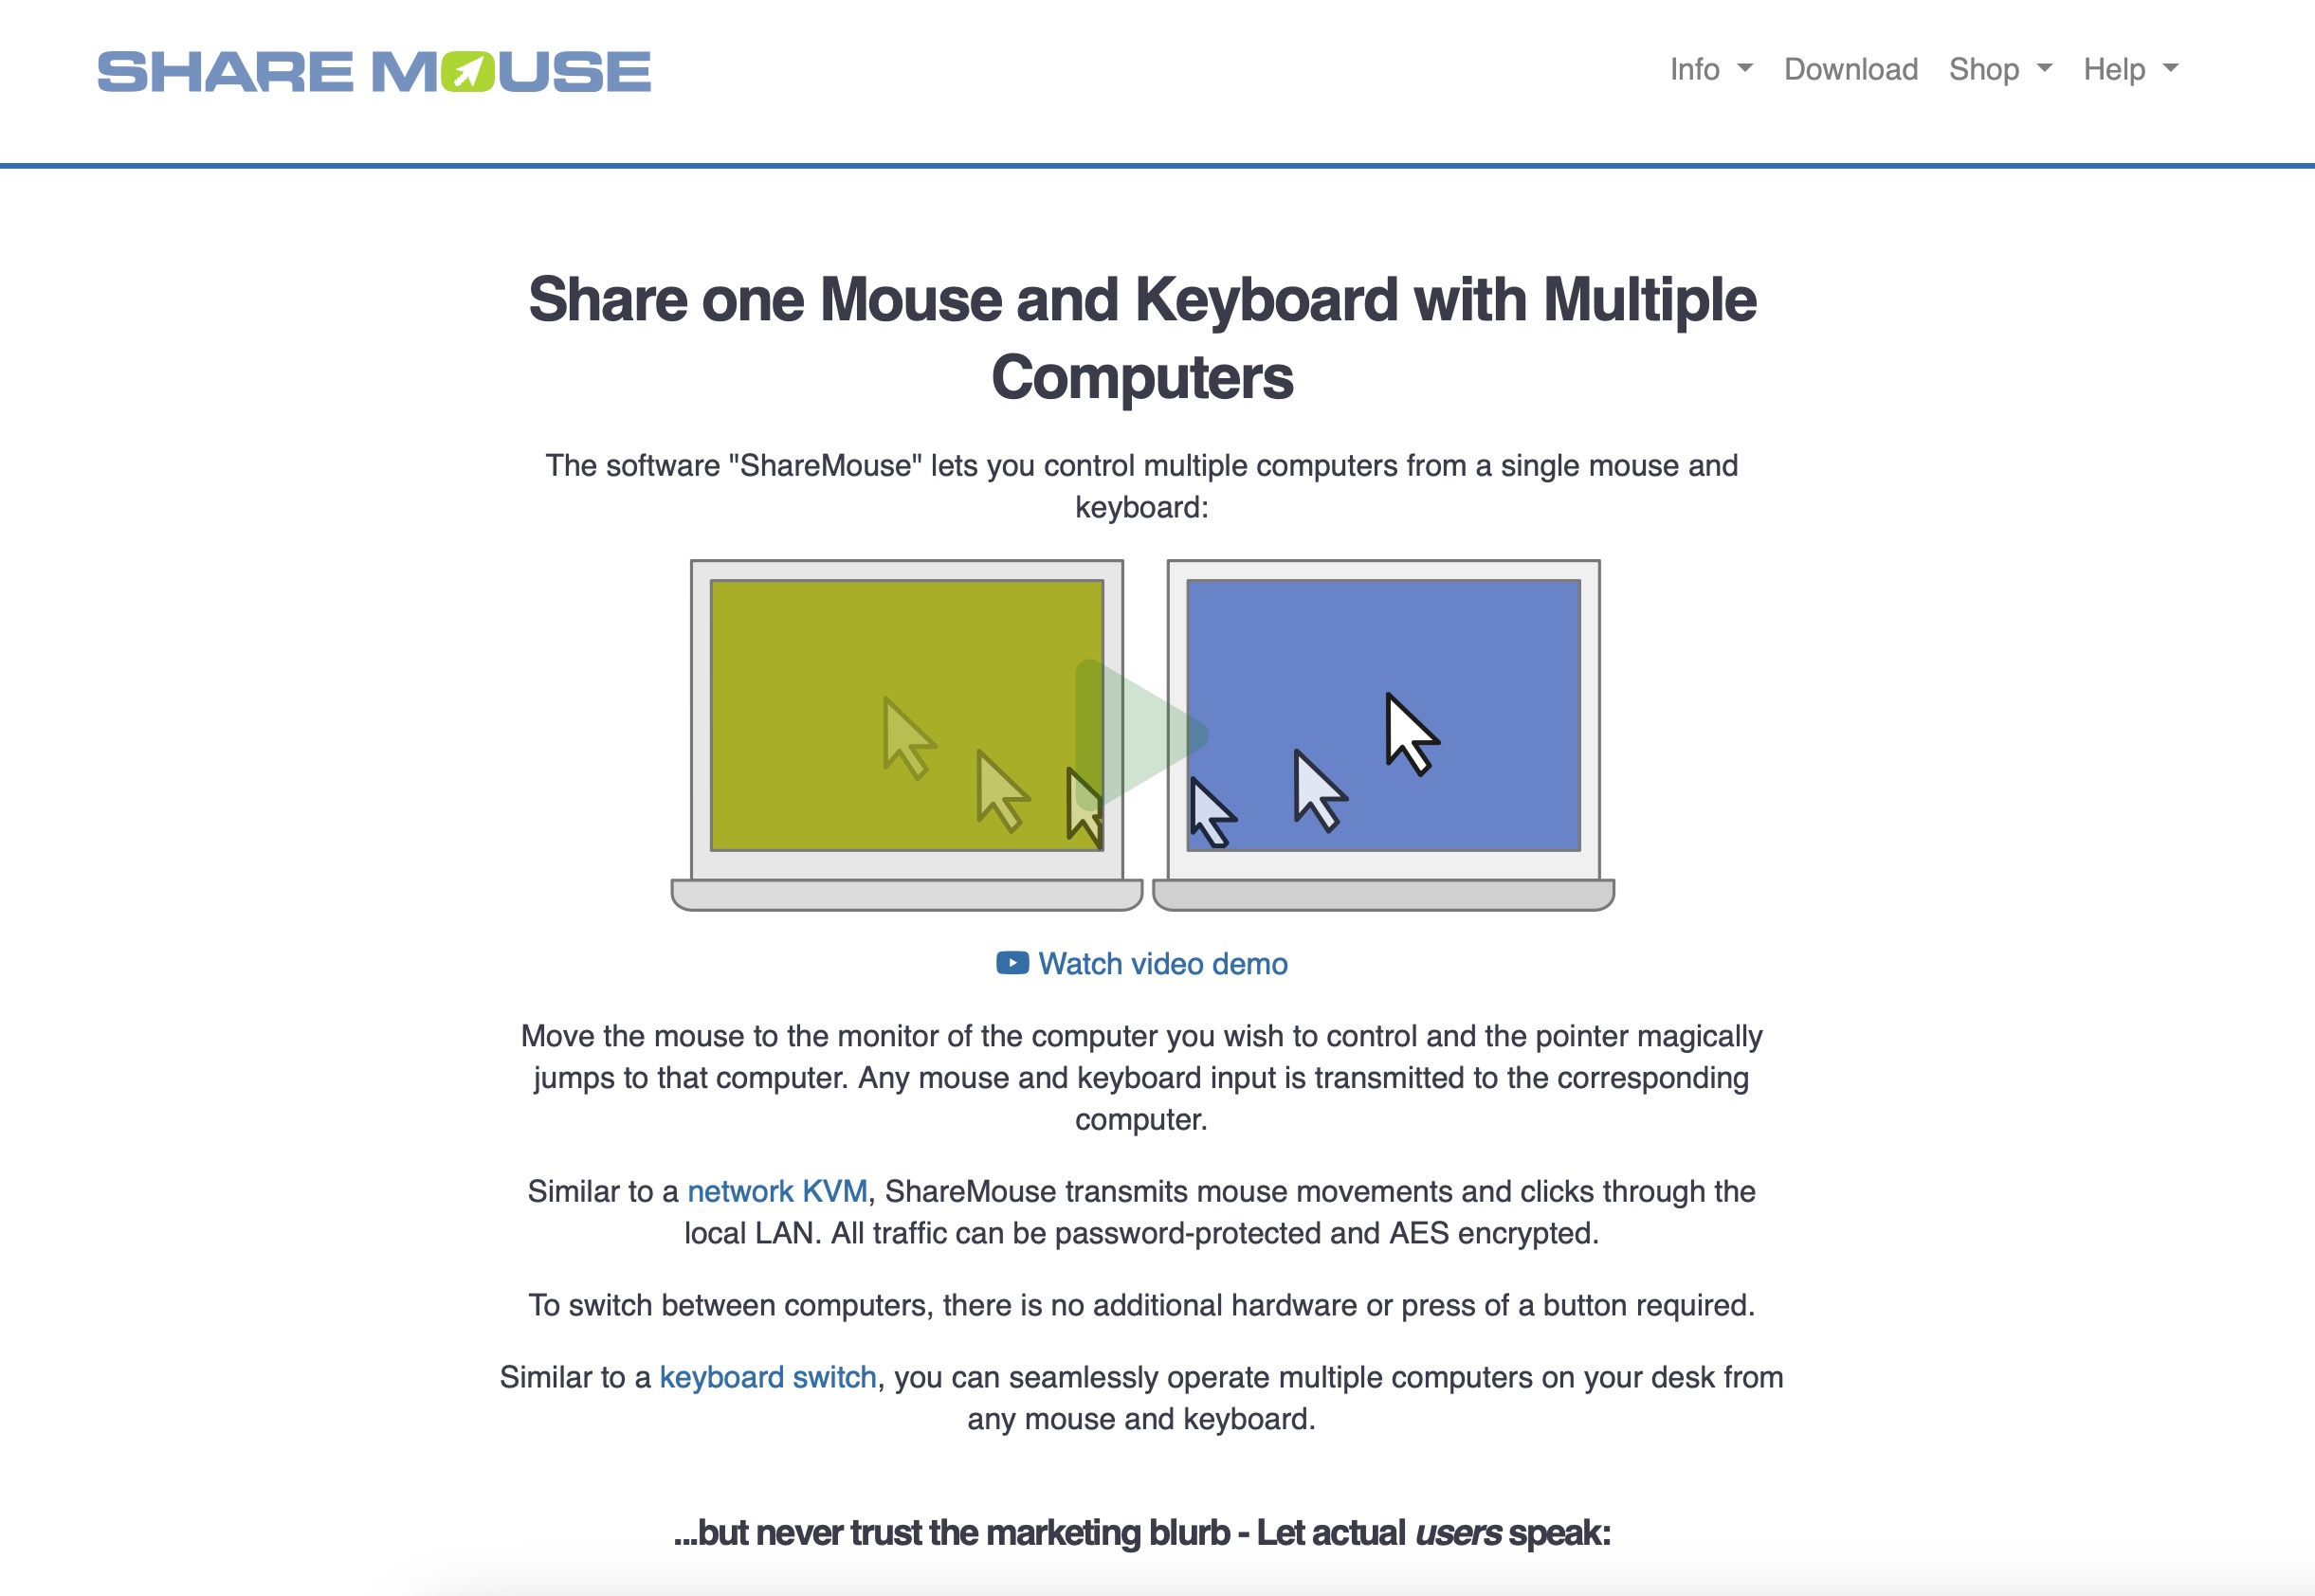 SHARE MOUSE
Info Download Shop Help
Share one Mouse and Keyboard with Multiple
Computers
The software "ShareMouse" lets you control multiple computers from a single mouse and
keyboard:
Watch video demo
Move the mouse to the monitor of the computer you wish to control and the pointer magically
jumps to that computer. Any mouse and keyboard input is transmitted to the corresponding
computer.
Similar to a network KVM, ShareMouse transmits mouse movements and clicks through the
local LAN. All traffic can be password-protected and AES encrypted.
To switch between computers, there is no additional hardware or press of a button required.
Similar to a keyboard switch, you can seamlessly operate multiple computers on your desk from
any mouse and keyboard.
...but never trust the marketing blurb - Let actual users speak: